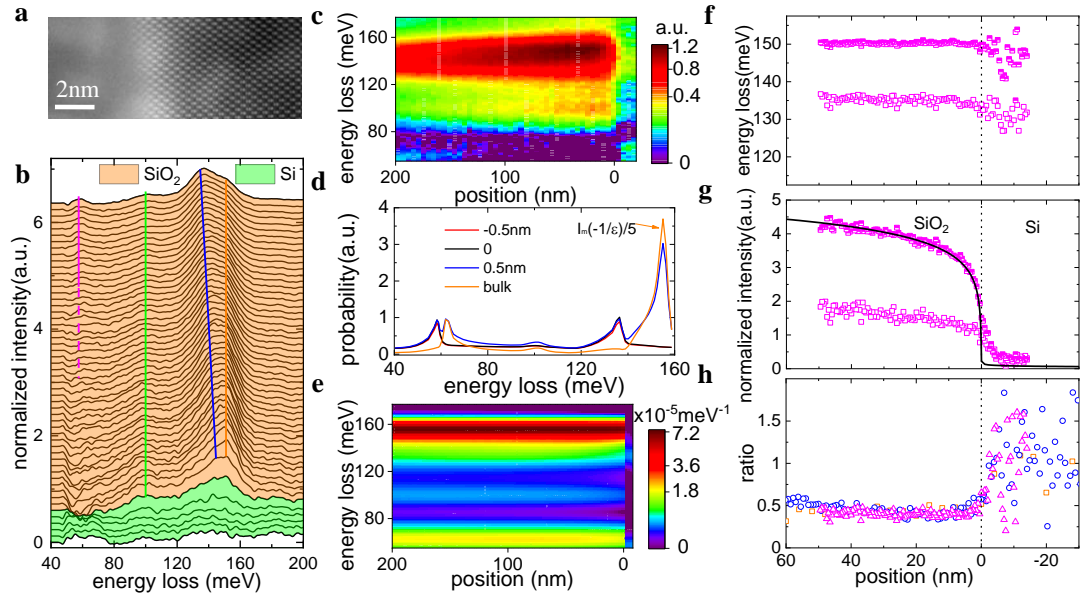 a
2nm
b
SiO2
Si
normalized intensity(a.u.)
6
4
2
0
40 80 120 160 200
energy loss (meV)
c
energy loss (meV)
160
120
80
200 100 0
position (nm)
a.u.
1.2
0.8
0.4
0
d
probability(a.u.)
4
3
2
1
0
-0.5nm
0
0.5nm
bulk
Im(-1/ε)/5
40 60 80 100 120 140 160
energy loss (meV)
e
energy loss (meV)
160
120
80
200 100 0
position (nm)
x10-5meV-1
7.2
3.6
1.8
0
f
energy loss(meV)
150
140
130
g
normalized intensity(a.u.)
5
4
3
2
1
0
SiO2
Si
h
ratio
1.5
1.0
0.5
0.0
60 40 20 0 -20
position (nm)